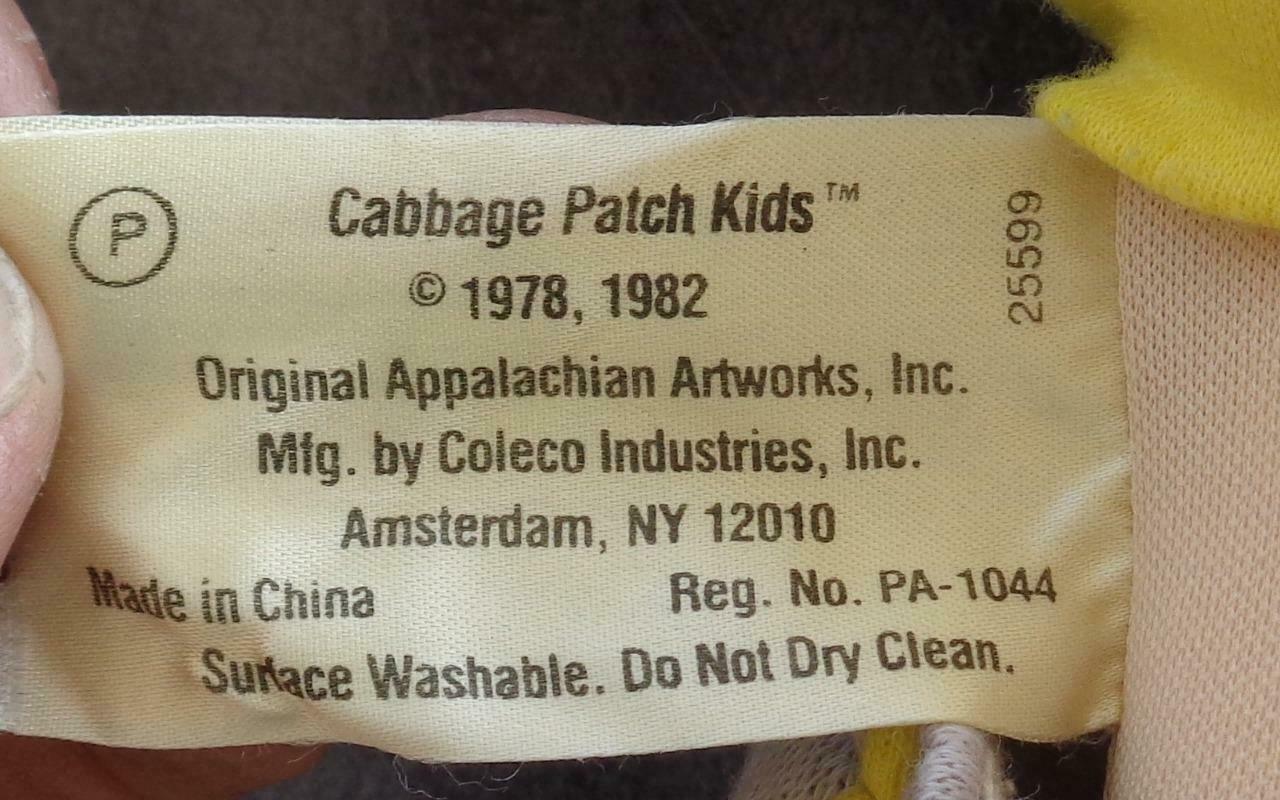 P
Cabbage Patch Kids™
© 1978, 1982
Original Appalachian Artworks, Inc.
Mfg. by Coleco Industries, Inc.
Amsterdam, NY 12010
Made in China Reg. No. PA-1044
Surface Washable. Do Not Dry Clean.
25599